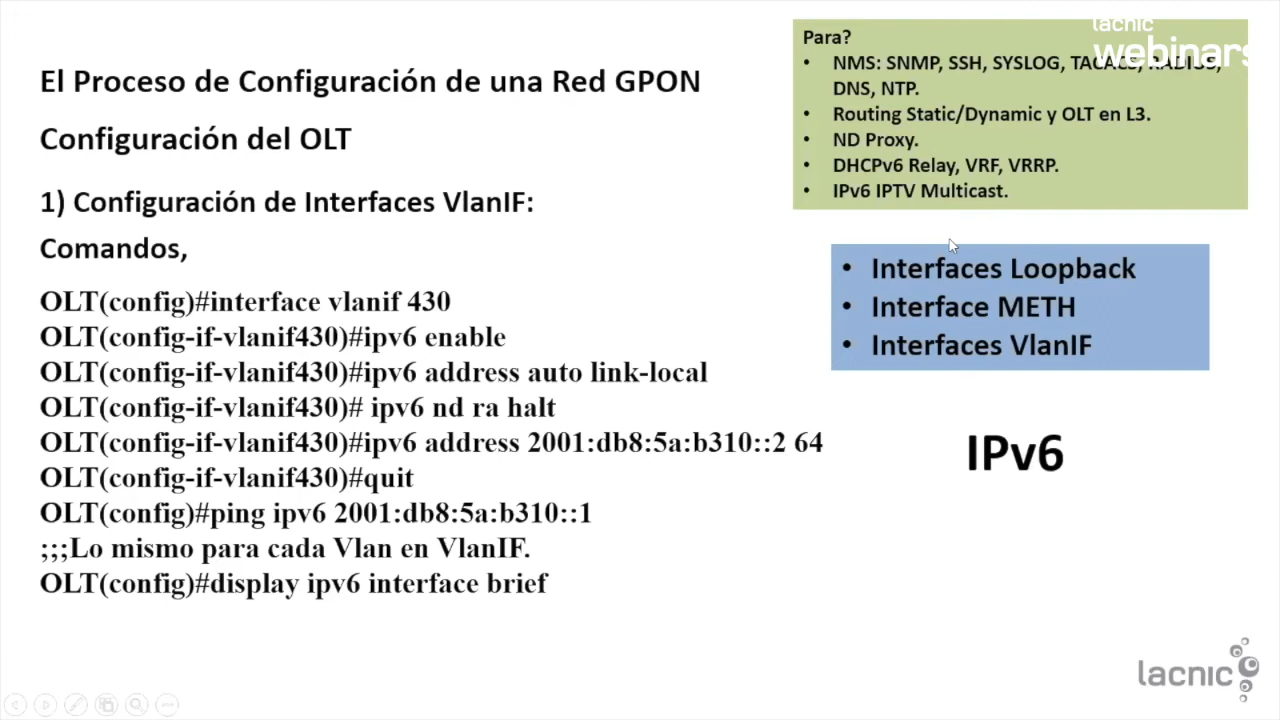 El Proceso de Configuración de una Red GPON
Configuración del OLT
1) Configuración de Interfaces VlanIF:
Comandos,
OLT(config)#interface vlanif 430
OLT(config-if-vlanif430)#ipv6 enable
OLT(config-if-vlanif430)#ipv6 address auto link-local
OLT(config-if-vlanif430)# ipv6 nd ra halt
OLT(config-if-vlanif430)#ipv6 address 2001:db8:5a:b310::2 64
OLT(config-if-vlanif430)#quit
OLT(config)#ping ipv6 2001:db8:5a:b310::1
;;;Lo mismo para cada Vlan en VlanIF.
OLT(config)#display ipv6 interface brief
lacnic
webinars
Para?
• NMS: SNMP, SSH, SYSLOG, TACACS, RADIUS,
DNS, NTP.
• Routing Static/Dynamic y OLT en L3.
• ND Proxy.
• DHCPv6 Relay, VRF, VRRP.
• IPv6 IPTV Multicast.
• Interfaces Loopback
• Interface METH
• Interfaces VlanIF
IPv6
lacnic